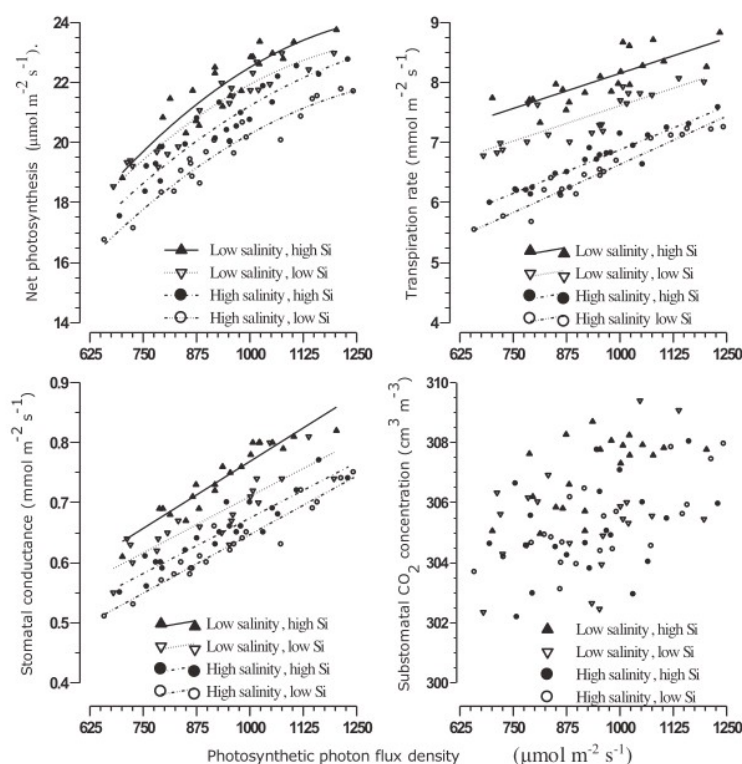 Net photosynthesis (μmol m⁻² s⁻¹).
24
22
20
18
16
14
625 750 875 1000 1125 1250
Low salinity, high Si
Low salinity, low Si
High salinity, high Si
High salinity, low Si
Transpiration rate (mmol m⁻² s⁻¹)
9
8
7
6
5
4
625 750 875 1000 1125 1250
Low salinity, high Si
Low salinity, low Si
High salinity, high Si
High salinity low Si
Stomatal conductance (mmol m⁻² s⁻¹)
0.9
0.8
0.7
0.6
0.5
0.4
625 750 875 1000 1125 1250
Low salinity, high Si
Low salinity, low Si
High salinity, high Si
High salinity, low Si
Substomatal CO₂ concentration (cm³ m⁻³)
310
308
306
304
302
300
625 750 875 1000 1125 1250
Low salinity, high Si
Low salinity, low Si
High salinity, high Si
High salinity, low Si
Photosynthetic photon flux density (μmol m⁻² s⁻¹)